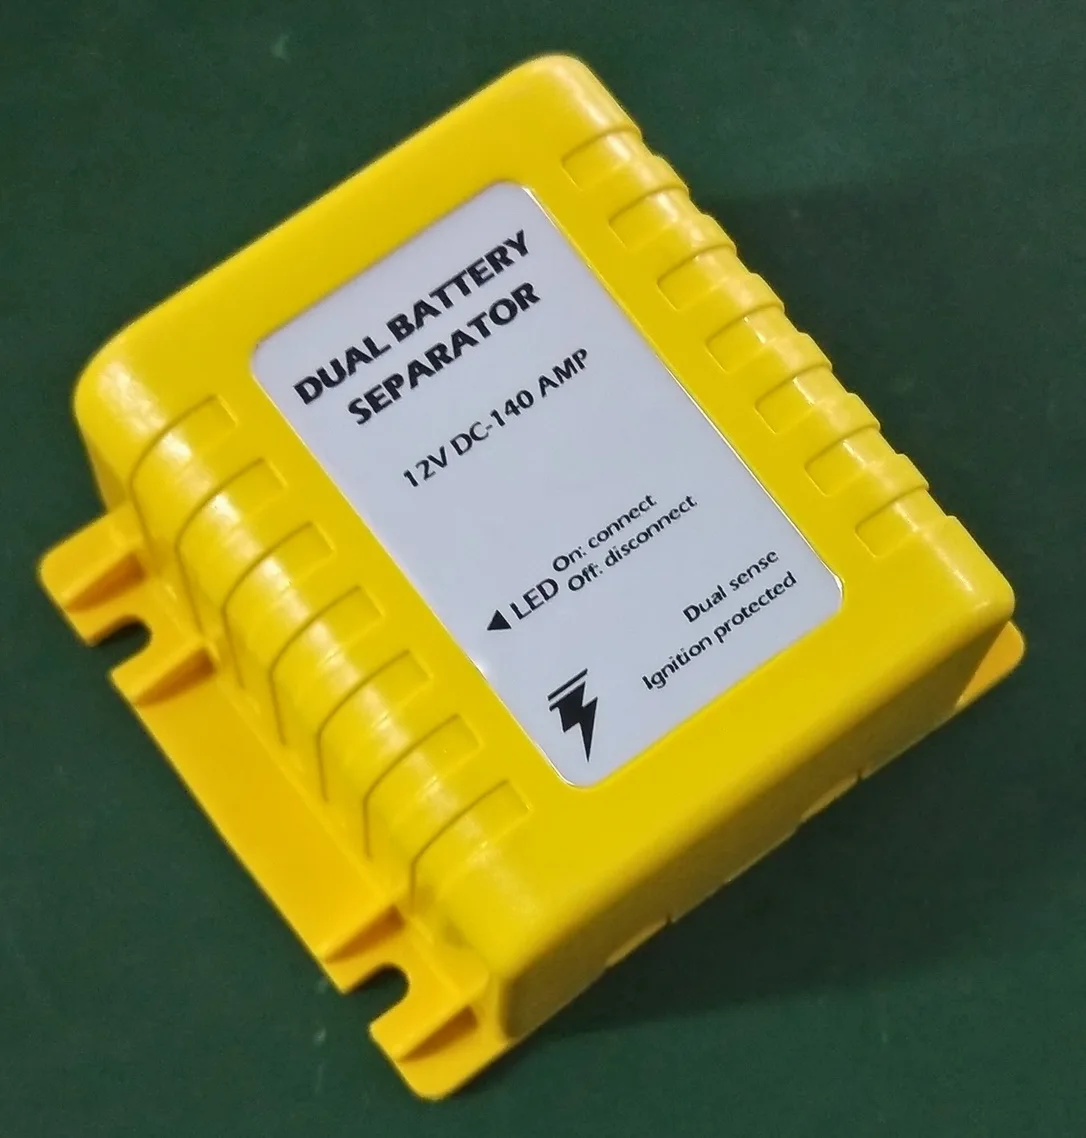 DUAL BATTERY
SEPARATOR
12V DC-140 AMP
◀LED On: connect
Off: disconnect
Dual sense
Ignition protected